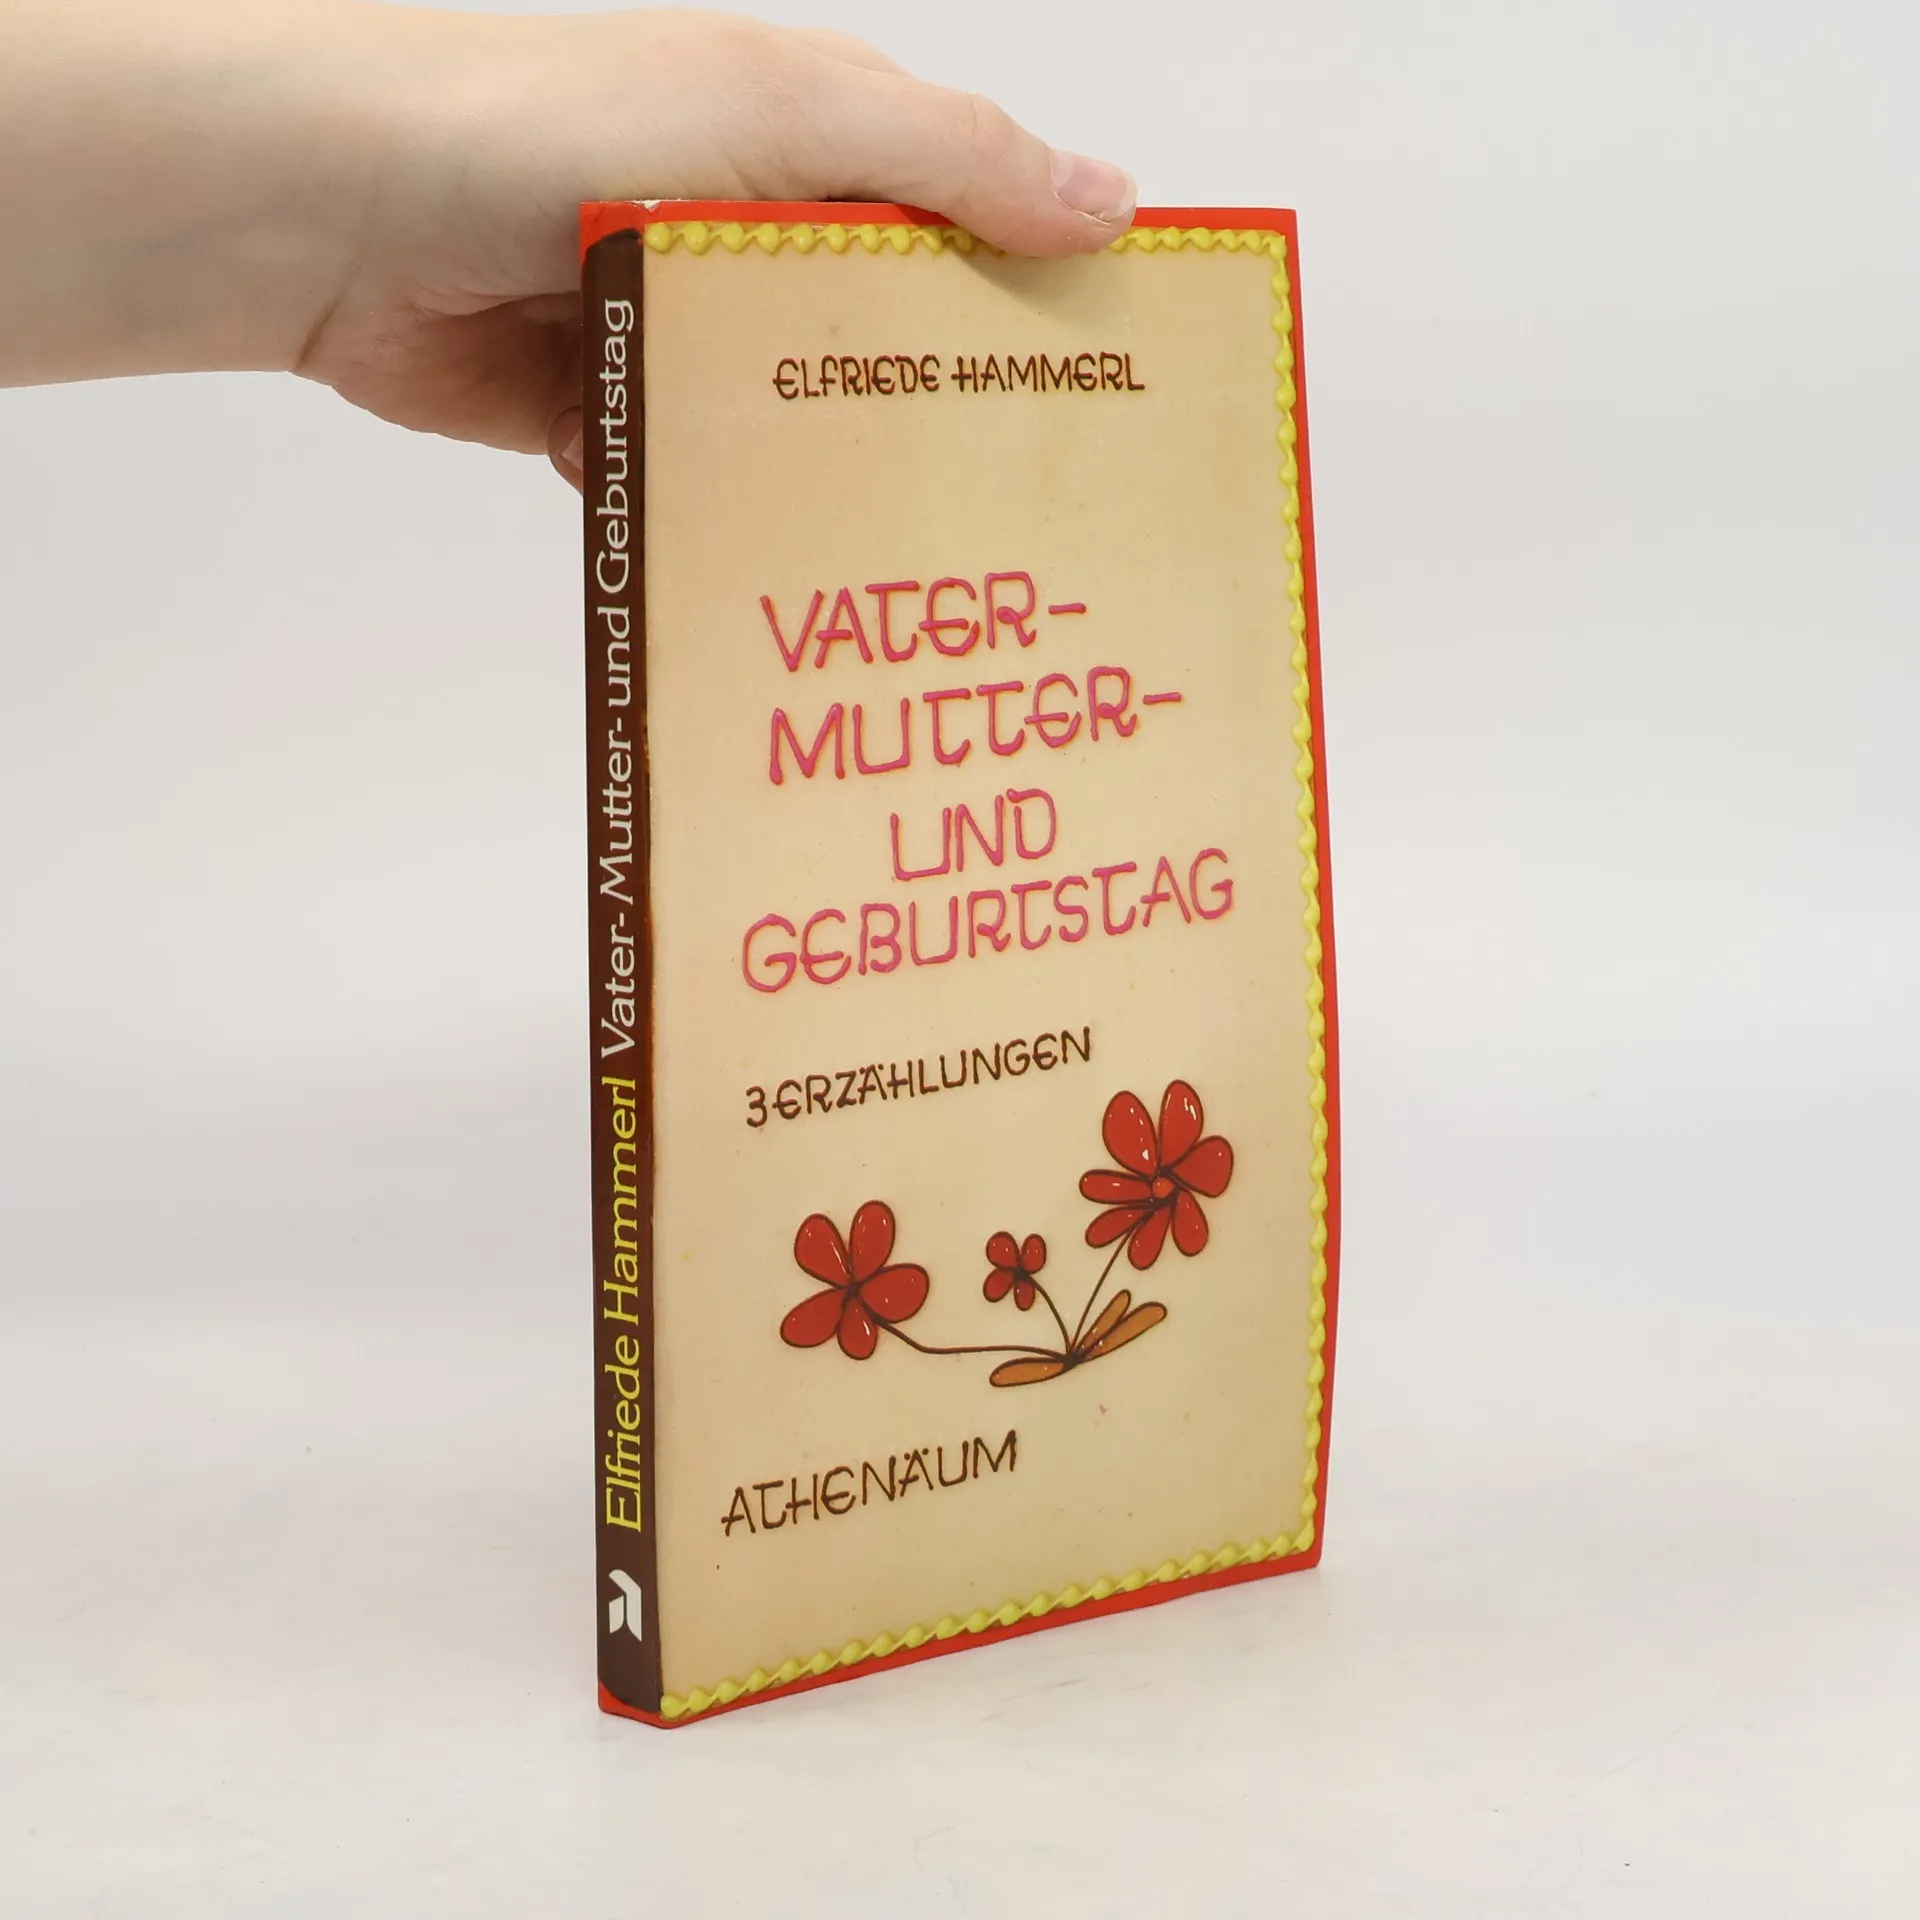 ELFRIEDE HAMMERL
VATER-
MUTTER-
UND
GEBURTSTAG
3 ERZÄHLUNGEN
ATHENÄUM
Elfriede Hammerl Vater-Mutter-und Geburtstag